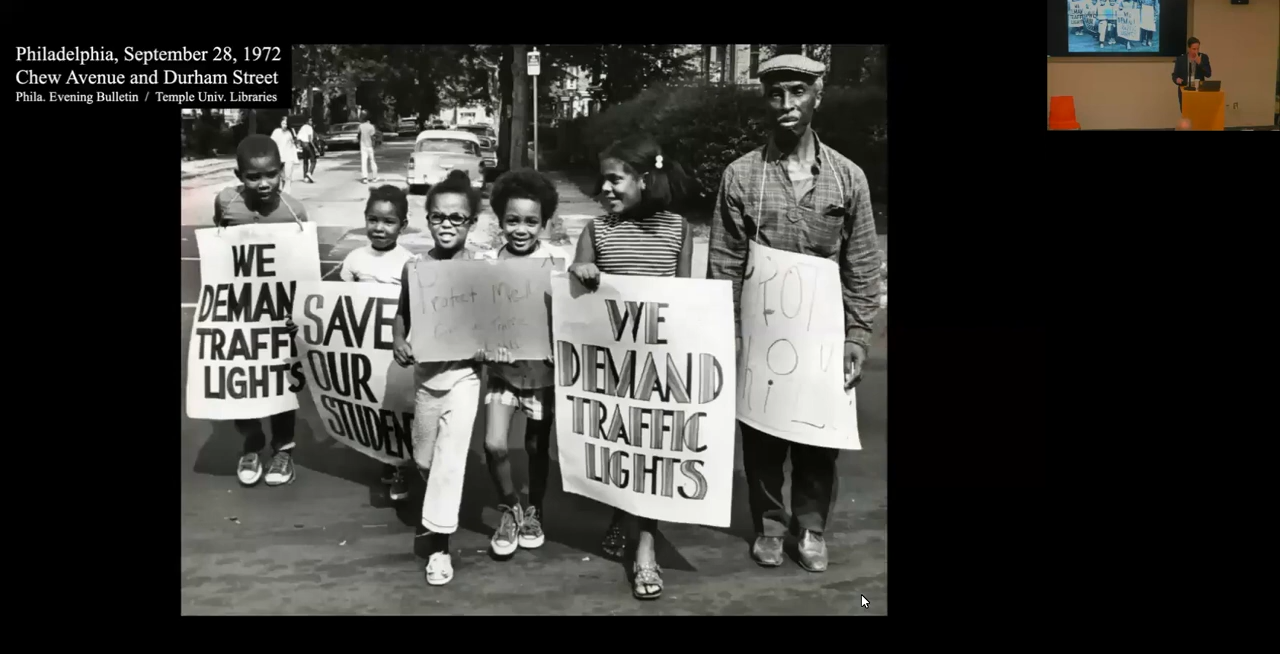 Philadelphia, September 28, 1972
Chew Avenue and Durham Street
Phila. Evening Bulletin / Temple Univ. Libraries
WE
DEMAN
TRAFFI
LIGHTS
SAVE
OUR
STUDEN
Protect
WE
DEMAND
TRAFFIC
LIGHTS